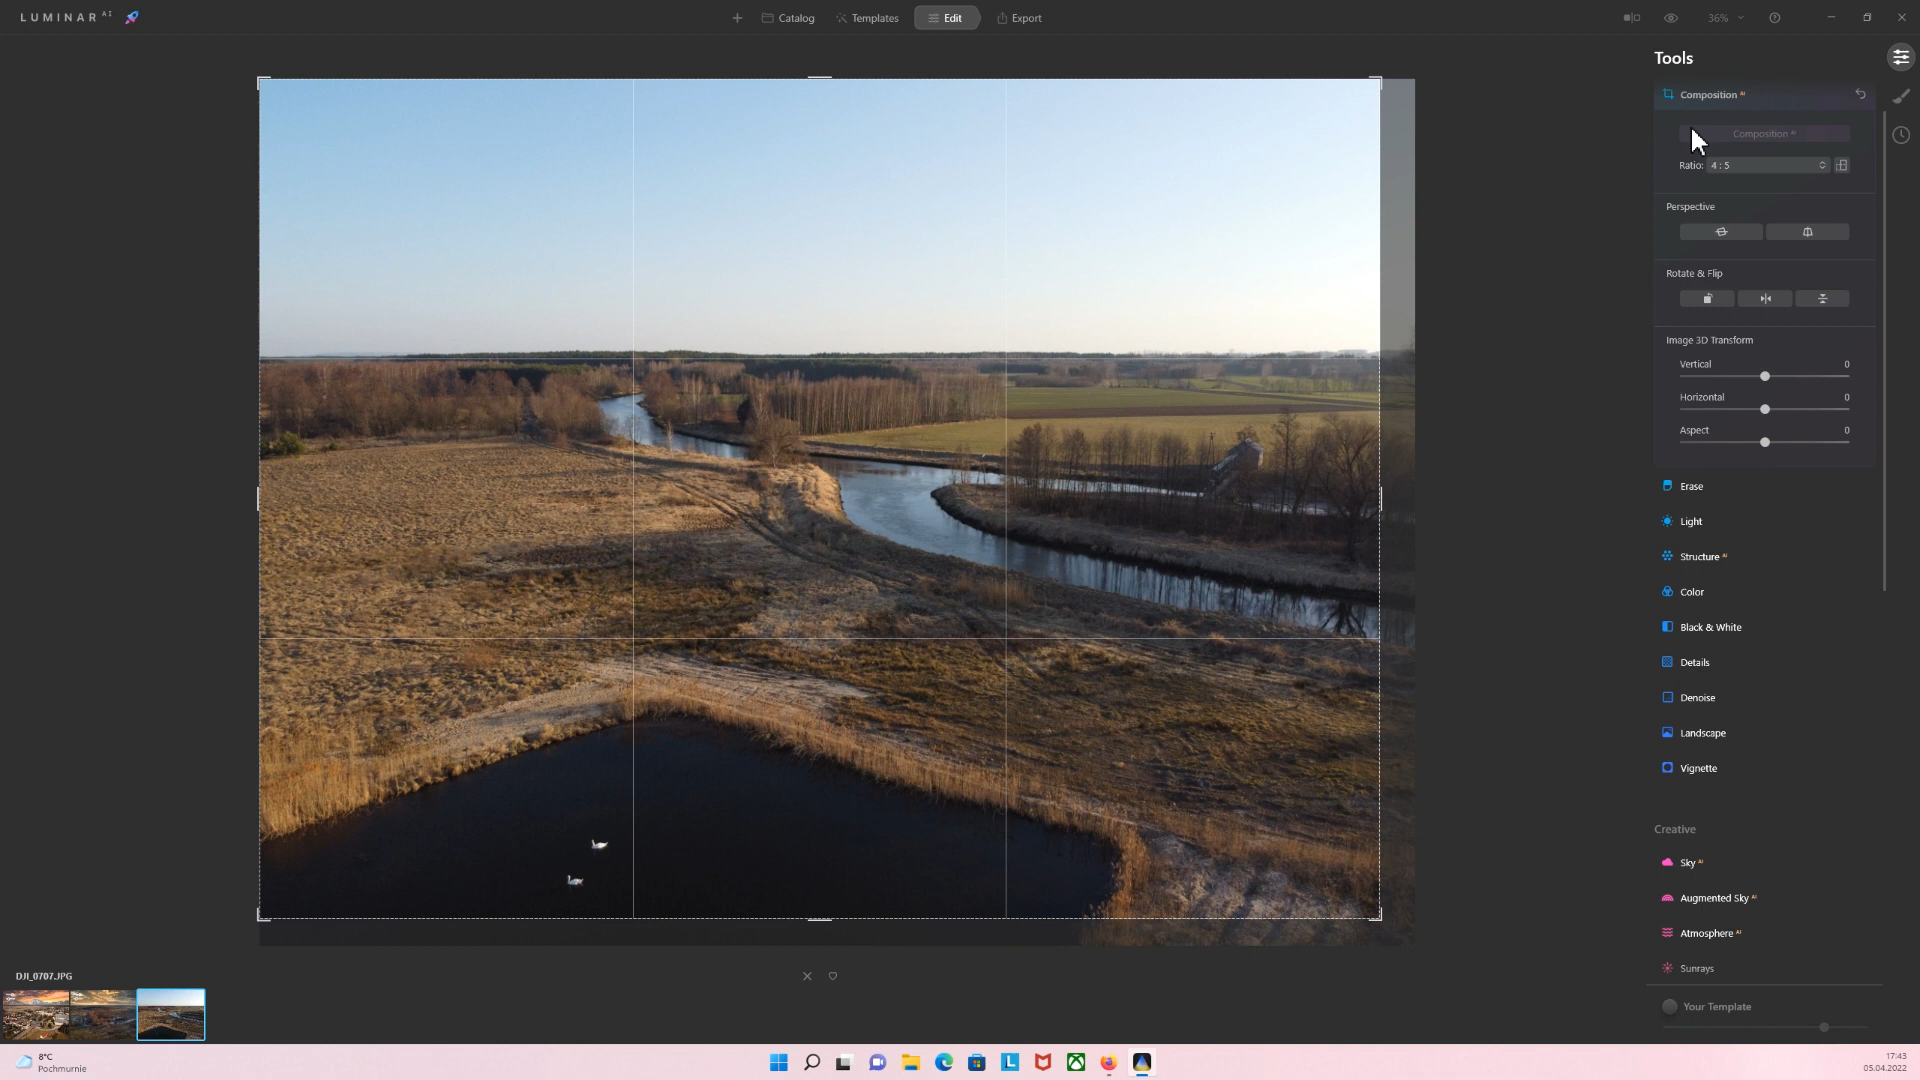 LUMINAR AI
Catalog
Templates
Edit
Export
36%
Tools
Composition AI
Composition AI
Ratio: 4 : 5
Perspective
Rotate & Flip
Image 3D Transform
Vertical 0
Horizontal 0
Aspect 0
Erase
Light
Structure AI
Color
Black & White
Details
Denoise
Landscape
Vignette
Creative
Sky AI
Augmented Sky AI
Atmosphere AI
Sunrays
Your Template
DJI_0707.JPG
8°C
Pochmurnie
L
17:43
05.04.2022